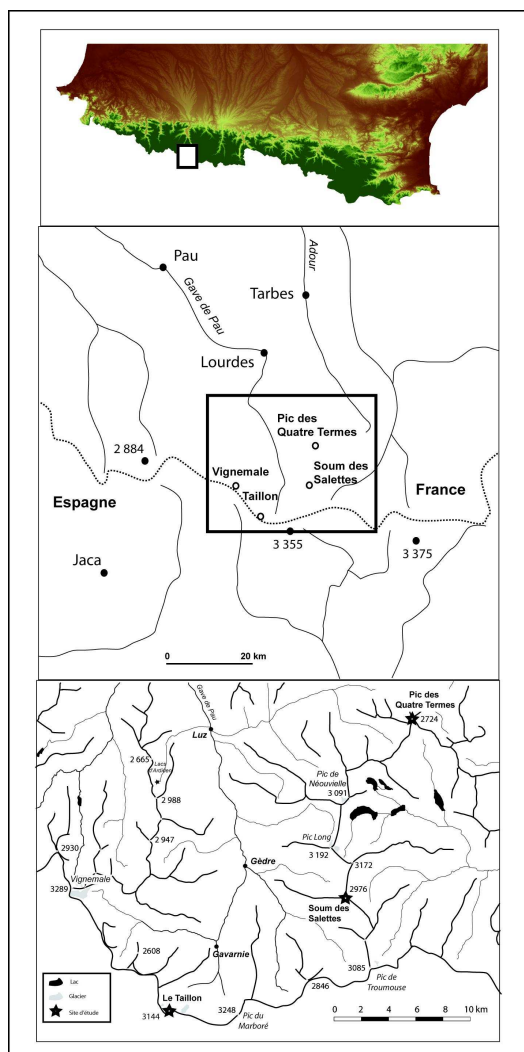 Pau
Adour
Gave de Pau
Tarbes
Lourdes
Pic des
Quatre Termes
2 884
Vignemale
Soum des
Salettes
Taillon
Espagne
France
3 355
3 375
Jaca
0 20 km
Pic des
Quatre Termes
2724
Gave de Pau
Luz
2 665
Lacs
d'Ardiden
Pic de
Néouvielle
3 091
2 988
2 947
Pic Long
3 192
3172
2930
Gèdre
Vignemale
3289
2976
Soum des
Salettes
2608
Gavarnie
3085
Pic de
Troumouse
2846
Lac
Glacier
Site d'étude
Le Taillon
3144
3248
Pic du
Marboré
0 2 4 6 8 10 km